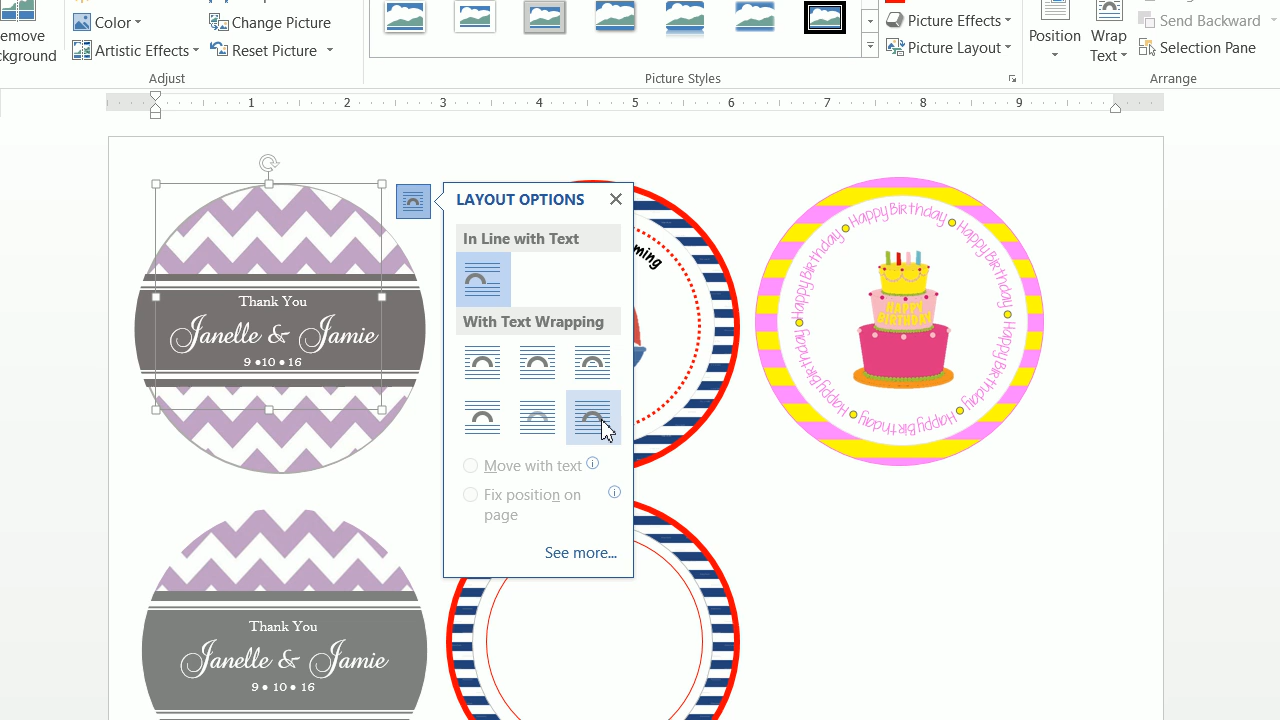 emove
ckground
Color
Artistic Effects
Change Picture
Reset Picture
Adjust
Picture Styles
Picture Effects
Picture Layout
Position
Wrap
Text
Send Backward
Selection Pane
Arrange
1 2 3 4 5 6 7 8 9
LAYOUT OPTIONS
In Line with Text
With Text Wrapping
Move with text
Fix position on
page
See more...
Thank You
Janelle & Jamie
9 •10 • 16
ming
Happy Birthday Happy Birthday Happy Birthday Happy Birthday Happy Birthday Happy Birthday
HAPPY
BIRTHDAY
Thank You
Janelle & Jamie
9 • 10 • 16